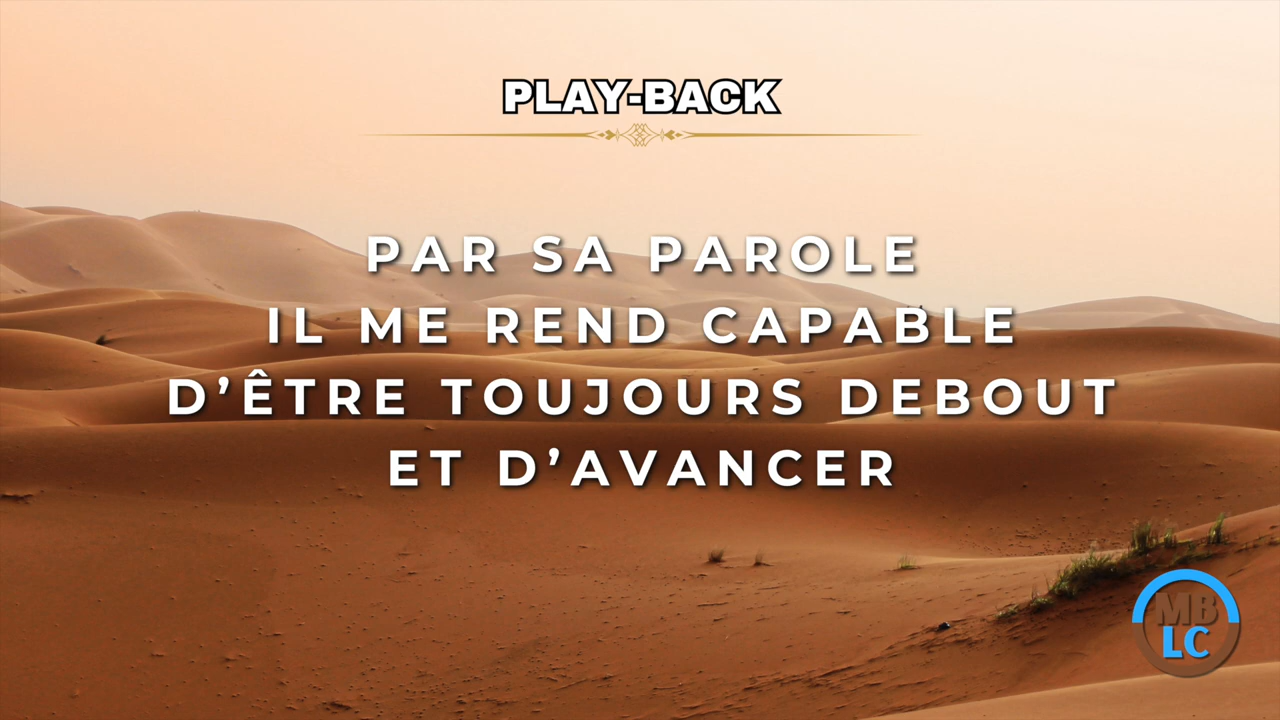 PLAY-BACK
PAR SA PAROLE
IL ME REND CAPABLE
D’ÊTRE TOUJOURS DEBOUT
ET D’AVANCER
MB
LC